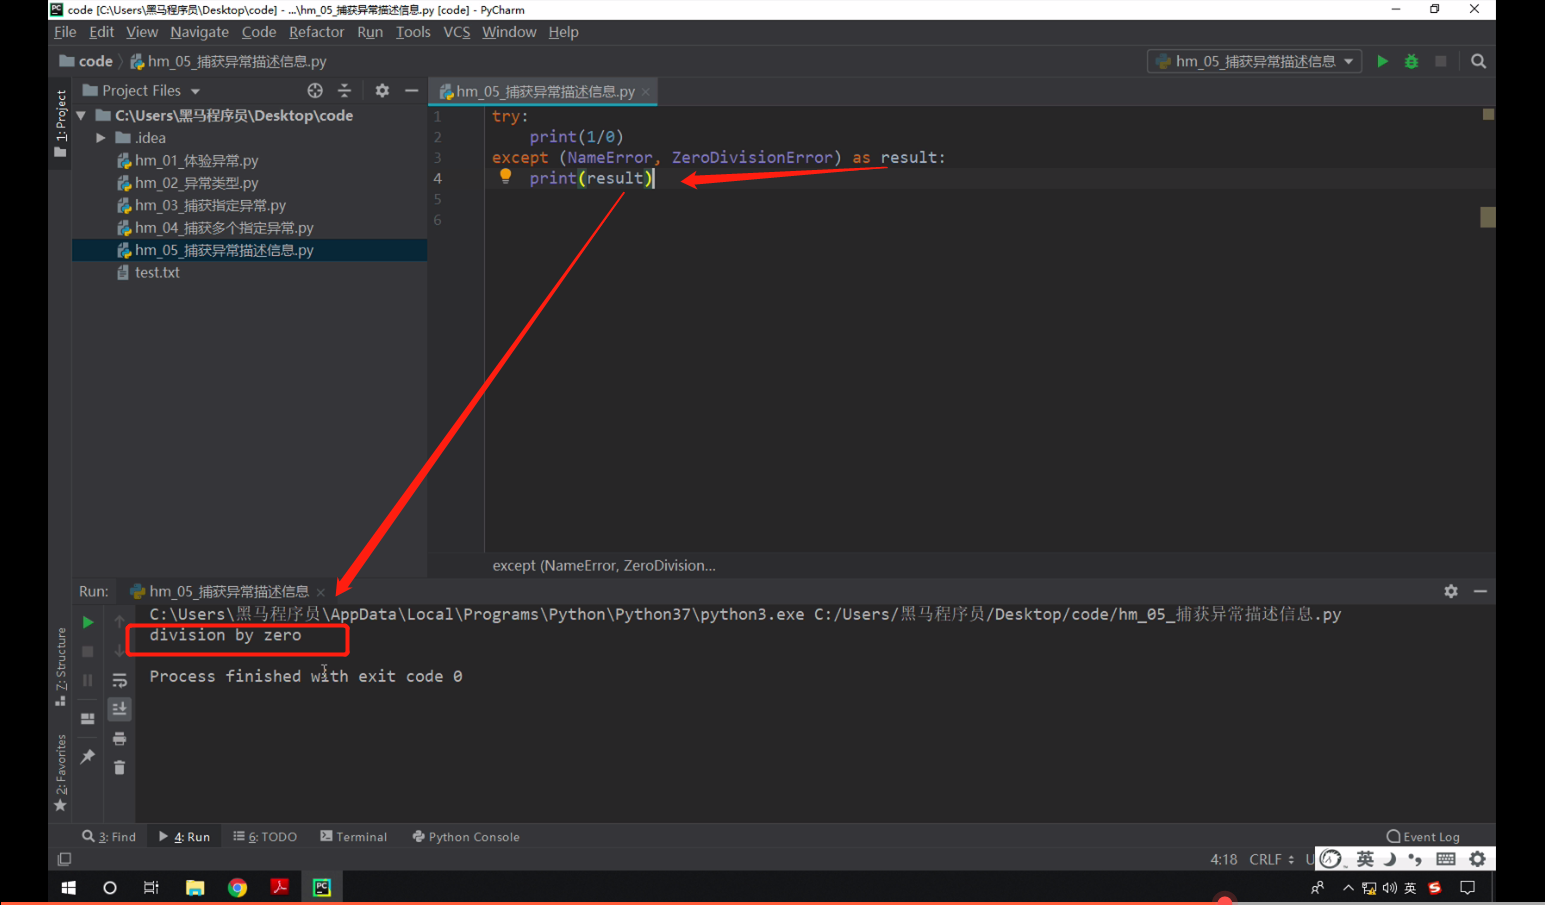 code [C:\Users\黑马程序员\Desktop\code] - ...\hm_05_捕获异常描述信息.py [code] - PyCharm
File Edit View Navigate Code Refactor Run Tools VCS Window Help
code hm_05_捕获异常描述信息.py
hm_05_捕获异常描述信息
1: Project
Project Files
hm_05_捕获异常描述信息.py
C:\Users\黑马程序员\Desktop\code
.idea
hm_01_体验异常.py
hm_02_异常类型.py
hm_03_捕获指定异常.py
hm_04_捕获多个指定异常.py
hm_05_捕获异常描述信息.py
test.txt
1 try:
2     print(1/0)
3 except (NameError, ZeroDivisionError) as result:
4     print(result)
5
6
except (NameError, ZeroDivision...
Run: hm_05_捕获异常描述信息
C:\Users\黑马程序员\AppData\Local\Programs\Python\Python37\python3.exe C:/Users/黑马程序员/Desktop/code/hm_05_捕获异常描述信息.py
division by zero
Process finished with exit code 0
Z: Structure
2: Favorites
3: Find 4: Run 6: TODO Terminal Python Console Event Log
4:18 CRLF U 英
英